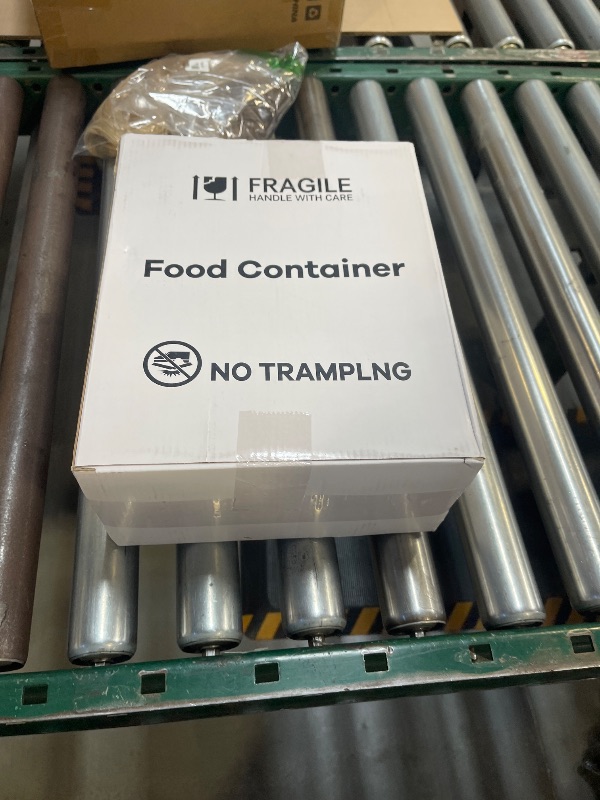 FRAGILE
HANDLE WITH CARE
Food Container
NO TRAMPLNG